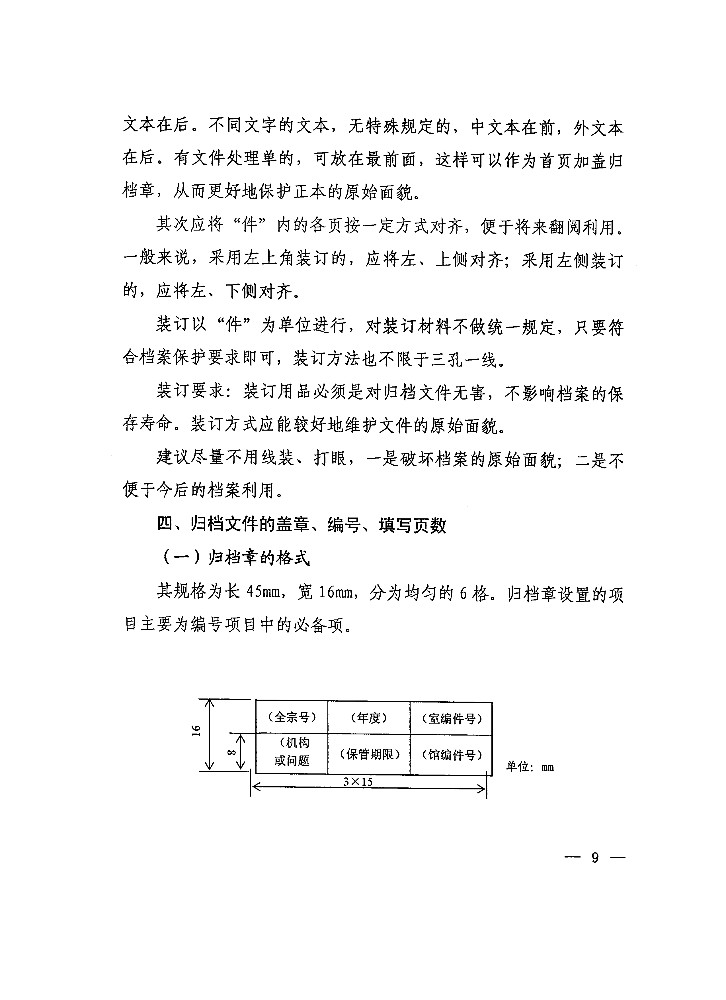 文本在后。不同文字的文本，无特殊规定的，中文本在前，外文本
在后。有文件处理单的，可放在最前面，这样可以作为首页加盖归
档章，从而更好地保护正本的原始面貌。
其次应将“件”内的各页按一定方式对齐，便于将来翻阅利用。
一般来说，采用左上角装订的，应将左、上侧对齐；采用左侧装订
的，应将左、下侧对齐。
装订以“件”为单位进行，对装订材料不做统一规定，只要符
合档案保护要求即可，装订方法也不限于三孔一线。
装订要求：装订用品必须是对归档文件无害，不影响档案的保
存寿命。装订方式应能较好地维护文件的原始面貌。
建议尽量不用线装、打眼，一是破坏档案的原始面貌；二是不
便于今后的档案利用。
四、归档文件的盖章、编号、填写页数
（一）归档章的格式
其规格为长 45mm，宽 16mm，分为均匀的 6 格。归档章设置的项
目主要为编号项目中的必备项。
（全宗号） （年度） （室编件号）
16
（机构
或问题
（保管期限） （馆编件号）
8
单位：mm
3×15
— 9 —